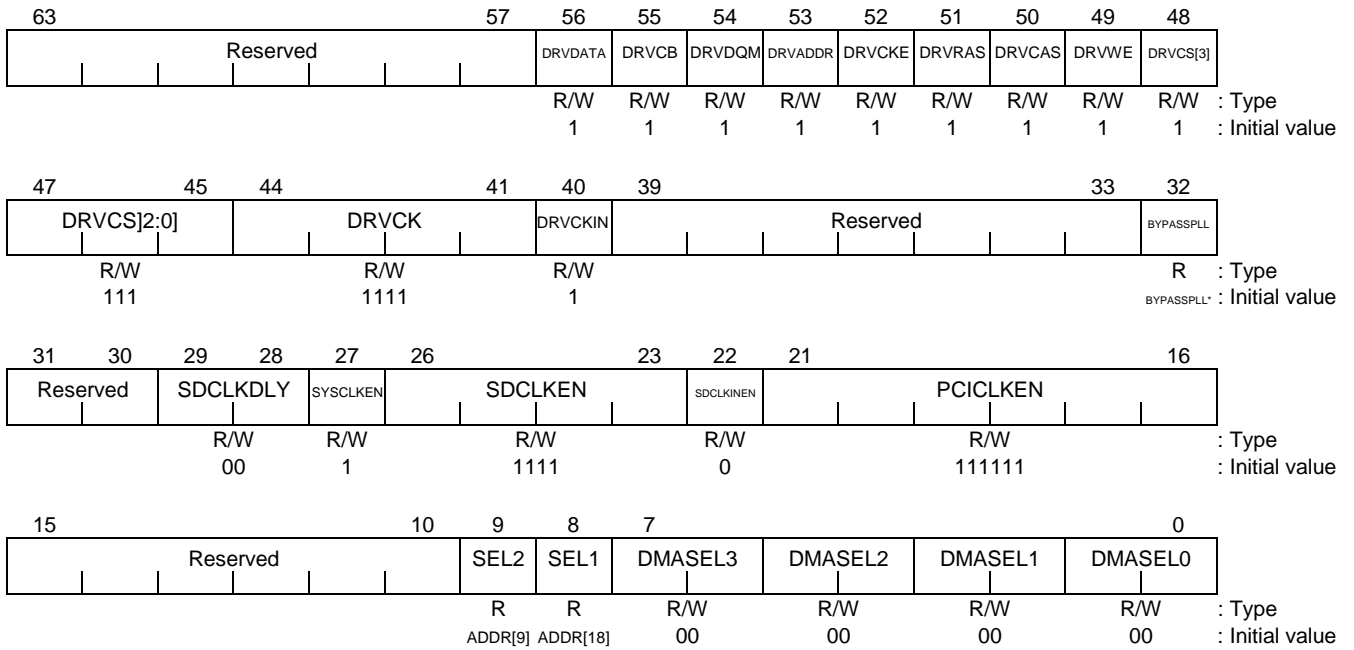 63 57 56 55 54 53 52 51 50 49 48
Reserved DRVDATA DRVCB DRVDQM DRVADDR DRVCKE DRVRAS DRVCAS DRVWE DRVCS[3]
R/W R/W R/W R/W R/W R/W R/W R/W R/W : Type
1 1 1 1 1 1 1 1 1 : Initial value
47 45 44 41 40 39 33 32
DRVCS]2:0] DRVCK DRVCKIN Reserved BYPASSPLL
R/W R/W R/W R : Type
111 1111 1 BYPASSPLL* : Initial value
31 30 29 28 27 26 23 22 21 16
Reserved SDCLKDLY SYSCLKEN SDCLKEN SDCLKINEN PCICLKEN
R/W R/W R/W R/W R/W : Type
00 1 1111 0 111111 : Initial value
15 10 9 8 7 0
Reserved SEL2 SEL1 DMASEL3 DMASEL2 DMASEL1 DMASEL0
R R R/W R/W R/W R/W : Type
ADDR[9] ADDR[18] 00 00 00 00 : Initial value